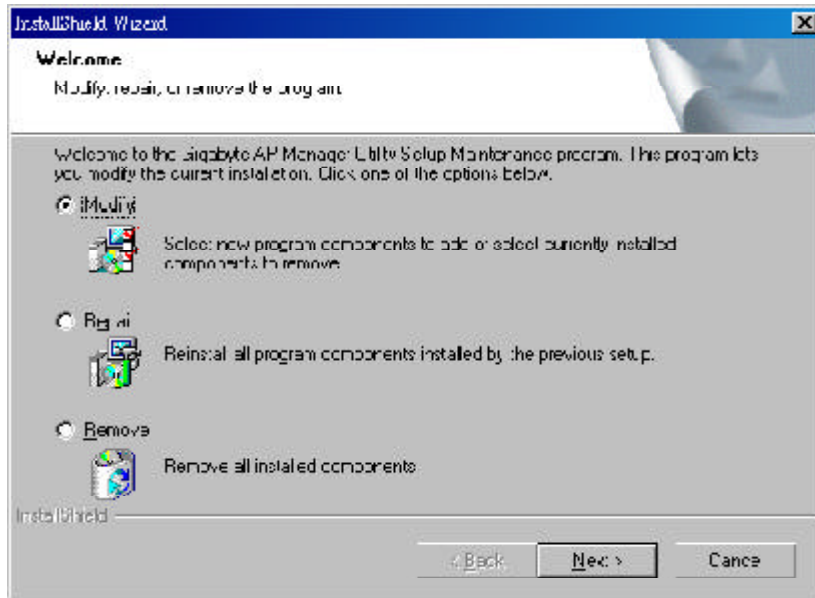 InstallShield Wizard
Welcome
Modify, repair, or remove the program.
Welcome to the Gigabyte AP Manager Utility Setup Maintenance program. This program lets
you modify the current installation. Click one of the options below.
Modify
Select new program components to add or select currently installed
components to remove.
Repair
Reinstall all program components installed by the previous setup.
Remove
Remove all installed components.
InstallShield
< Back
Next >
Cancel